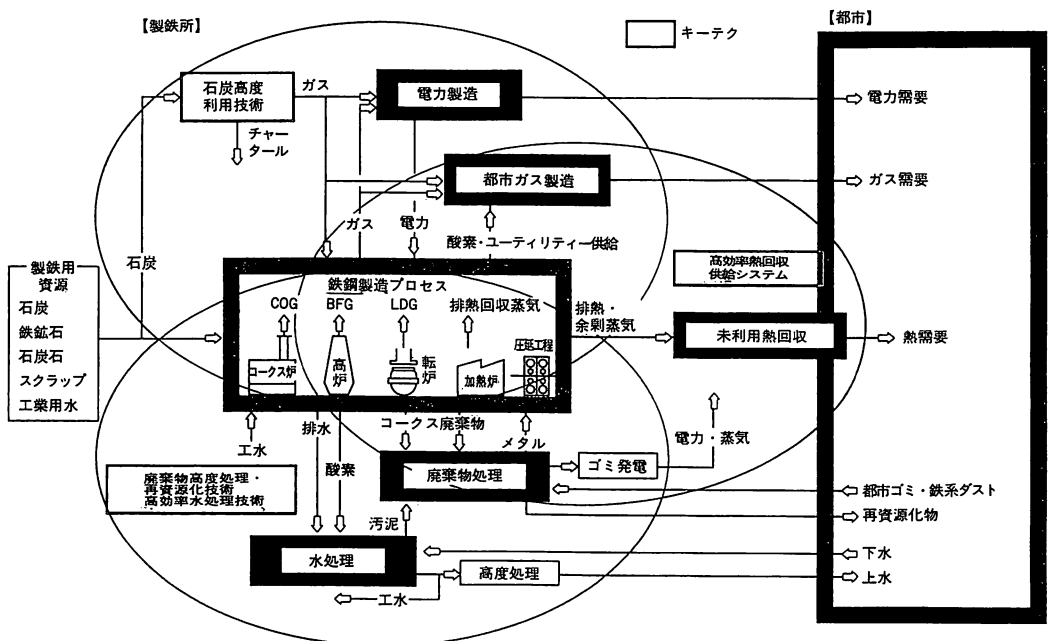 【製鉄所】
【都市】
キーテク
石炭高度
利用技術
ガス
電力製造
電力需要
チャー
タール
都市ガス製造
ガス需要
ガス
電力
酸素・ユーティリティー供給
石炭
製鉄用
資源
石炭
鉄鉱石
石炭石
スクラップ
工業用水
高効率熱回収
供給システム
鉄鋼製造プロセス
COG
BFG
LDG
排熱回収蒸気
排熱・
余剰蒸気
コークス炉
高炉
転炉
加熱炉
圧延工程
未利用熱回収
熱需要
工水
排水
酸素
コークス
廃棄物
メタル
電力・蒸気
廃棄物高度処理・
再資源化技術
高効率水処理技術
廃棄物処理
ゴミ発電
都市ゴミ・鉄系ダスト
再資源化物
汚泥
水処理
下水
高度処理
上水
工水